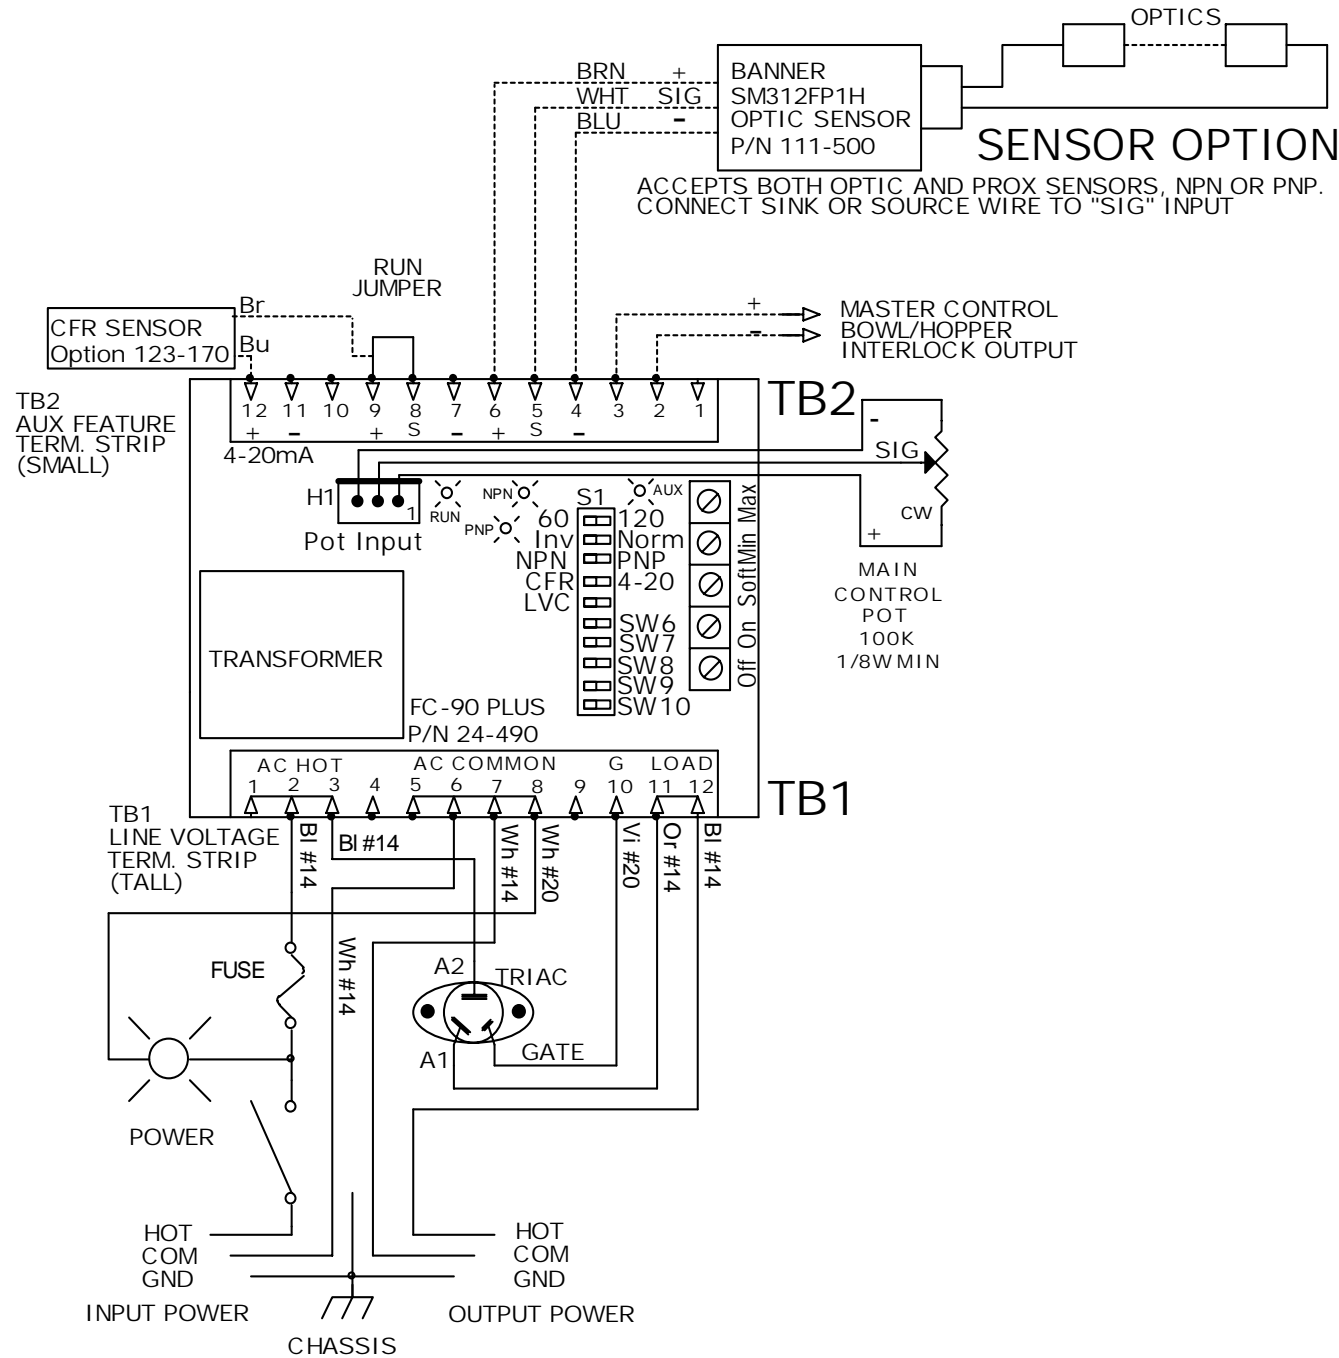 OPTICS
BRN +
WHT SIG
BLU -
BANNER
SM312FP1H
OPTIC SENSOR
P/N 111-500
SENSOR OPTION
ACCEPTS BOTH OPTIC AND PROX SENSORS, NPN OR PNP.
CONNECT SINK OR SOURCE WIRE TO "SIG" INPUT
RUN
JUMPER
CFR SENSOR
Option 123-170
Br
Bu
+
-
MASTER CONTROL
BOWL/HOPPER
INTERLOCK OUTPUT
TB2
AUX FEATURE
TERM. STRIP
(SMALL)
TB2
12 11 10 9 8 7 6 5 4 3 2 1
+ - + S - + S -
4-20mA
-
SIG
CW
+
MAIN
CONTROL
POT
100K
1/8W MIN
H1
1
Pot Input
RUN
NPN
PNP
AUX
S1
60 120
Inv Norm
NPN PNP
CFR 4-20
LVC
SW6
SW7
SW8
SW9
SW10
Off On Soft Min Max
TRANSFORMER
FC-90 PLUS
P/N 24-490
AC HOT AC COMMON G LOAD
1 2 3 4 5 6 7 8 9 10 11 12
TB1
TB1
LINE VOLTAGE
TERM. STRIP
(TALL)
Bl #14
Bl #14
Wh #14
Wh #20
Vi #20
Or #14
Bl #14
Wh #14
FUSE
A2
TRIAC
A1
GATE
POWER
HOT
COM
GND
INPUT POWER
HOT
COM
GND
OUTPUT POWER
CHASSIS